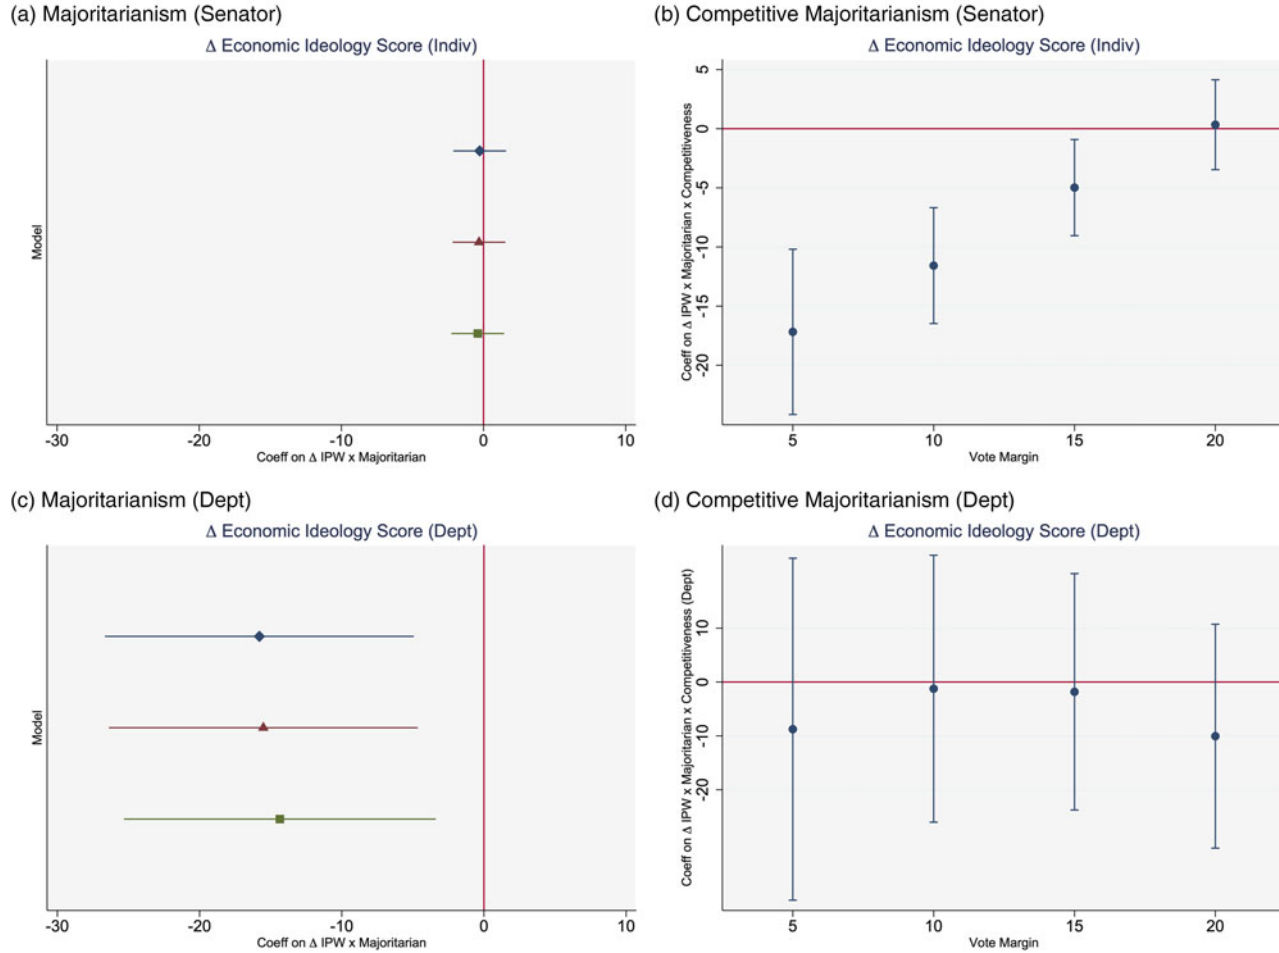 (a) Majoritarianism (Senator)
Δ Economic Ideology Score (Indiv)
Model
-30 -20 -10 0 10
Coeff on Δ IPW x Majoritarian
(b) Competitive Majoritarianism (Senator)
Δ Economic Ideology Score (Indiv)
Coeff on Δ IPW x Majoritarian x Competitiveness
5
0
-5
-10
-15
-20
5 10 15 20
Vote Margin
(c) Majoritarianism (Dept)
Δ Economic Ideology Score (Dept)
Model
-30 -20 -10 0 10
Coeff on Δ IPW x Majoritarian
(d) Competitive Majoritarianism (Dept)
Δ Economic Ideology Score (Dept)
Coeff on Δ IPW x Majoritarian x Competitiveness (Dept)
10
0
-10
-20
5 10 15 20
Vote Margin